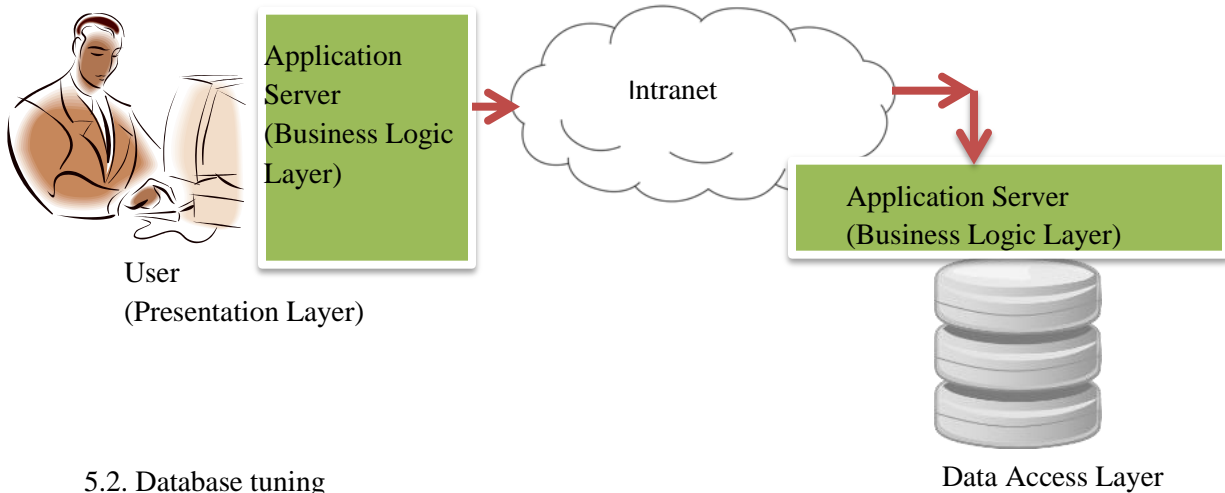 Application
Server
(Business Logic
Layer)
Intranet
Application Server
(Business Logic Layer)
User
(Presentation Layer)
Data Access Layer
5.2. Database tuning